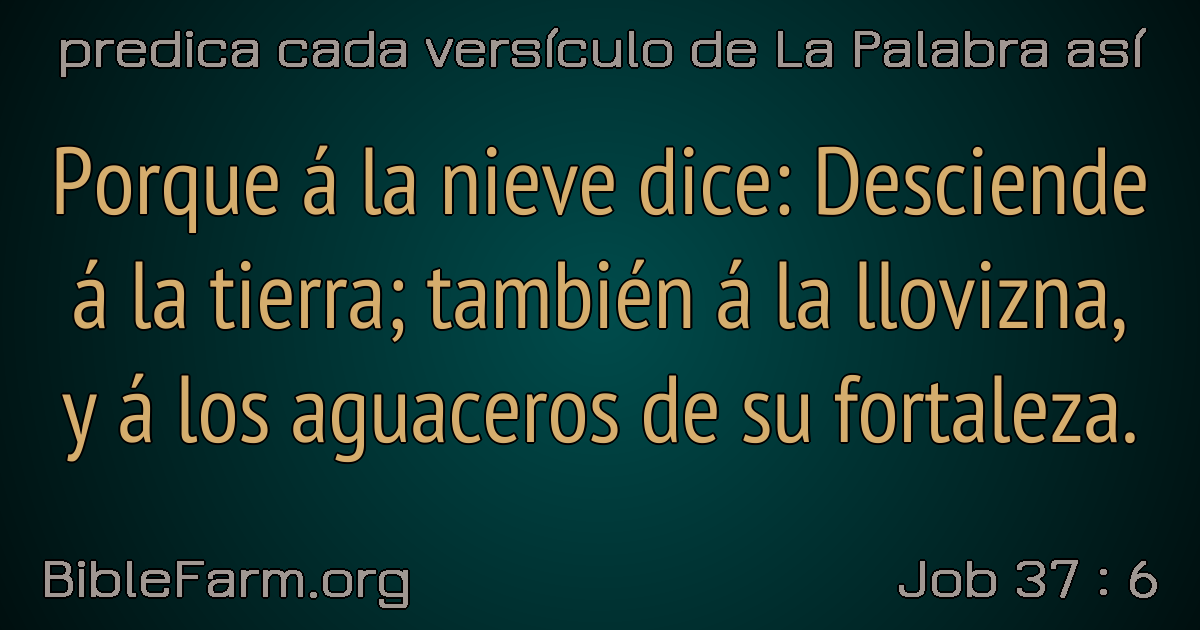 predica cada versículo de La Palabra así
Porque á la nieve dice: Desciende
á la tierra; también á la llovizna,
y á los aguaceros de su fortaleza.
BibleFarm.org
Job 37 : 6